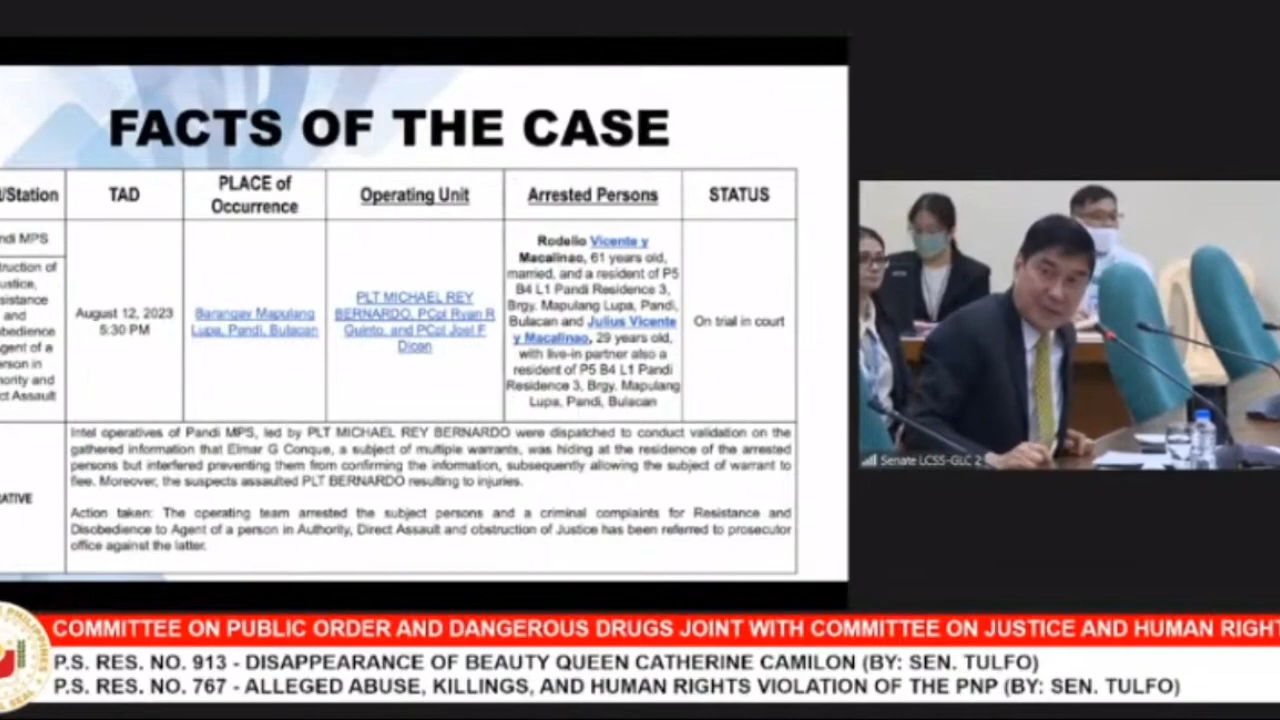 FACTS OF THE CASE
/Station
TAD
PLACE of
Occurrence
Operating Unit
Arrested Persons
STATUS
ndi MPS
truction of
ustice,
sistance
and
bedience
gent of a
erson in
hority and
ct Assault
August 12, 2023
5:30 PM
Barangay Mapulang
Lupa, Pandi, Bulacan
PLT MICHAEL REY
BERNARDO, PCpl Ryan R
Quinto, and PCpl Joel F
Dizon
Rodelio Vicente y
Macalinao, 61 years old,
married, and a resident of P5
B4 L1 Pandi Residence 3,
Brgy. Mapulang Lupa, Pandi,
Bulacan and Julius Vicente
y Macalinao, 29 years old,
with live-in partner also a
resident of P5 B4 L1 Pandi
Residence 3, Brgy. Mapulang
Lupa, Pandi, Bulacan
On trial in court
RATIVE
Intel operatives of Pandi MPS, led by PLT MICHAEL REY BERNARDO were dispatched to conduct validation on the
gathered information that Elmar G Conque, a subject of multiple warrants, was hiding at the residence of the arrested
persons but interfered preventing them from confirming the information, subsequently allowing the subject of warrant to
flee. Moreover, the suspects assaulted PLT BERNARDO resulting to injuries.
Action taken: The operating team arrested the subject persons and a criminal complaints for Resistance and
Disobedience to Agent of a person in Authority, Direct Assault and obstruction of Justice has been referred to prosecutor
office against the latter.
Senate LCSS-GLC 2
COMMITTEE ON PUBLIC ORDER AND DANGEROUS DRUGS JOINT WITH COMMITTEE ON JUSTICE AND HUMAN RIGHT
P.S. RES. NO. 913 - DISAPPEARANCE OF BEAUTY QUEEN CATHERINE CAMILON (BY: SEN. TULFO)
P.S. RES. NO. 767 - ALLEGED ABUSE, KILLINGS, AND HUMAN RIGHTS VIOLATION OF THE PNP (BY: SEN. TULFO)